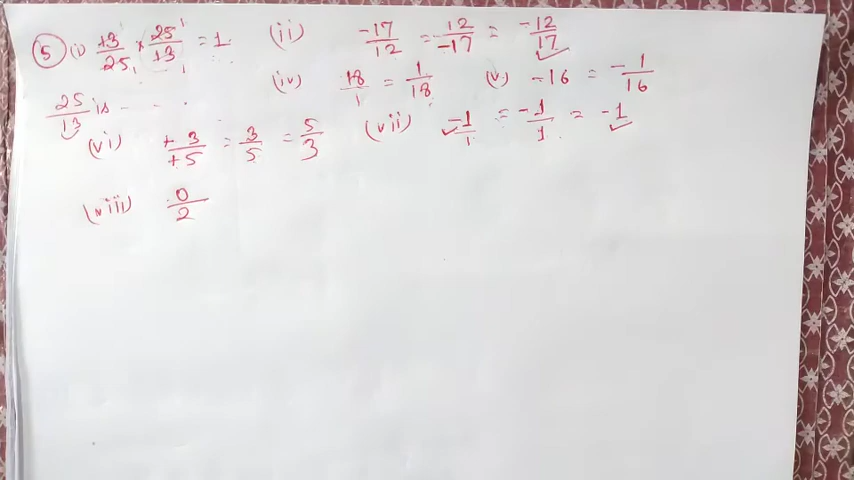 5 (i) +3/25 × 25/+3 = 1 (ii) -17/12 = 12/-17 = -12/17
(iv) 18/1 = 1/18 (v) -16 = -1/16
25/13 is - - -
(vi) +3/+5 = 3/5 = 5/3 (vii) -1/1 = -1/1 = -1
(viii) 0/2